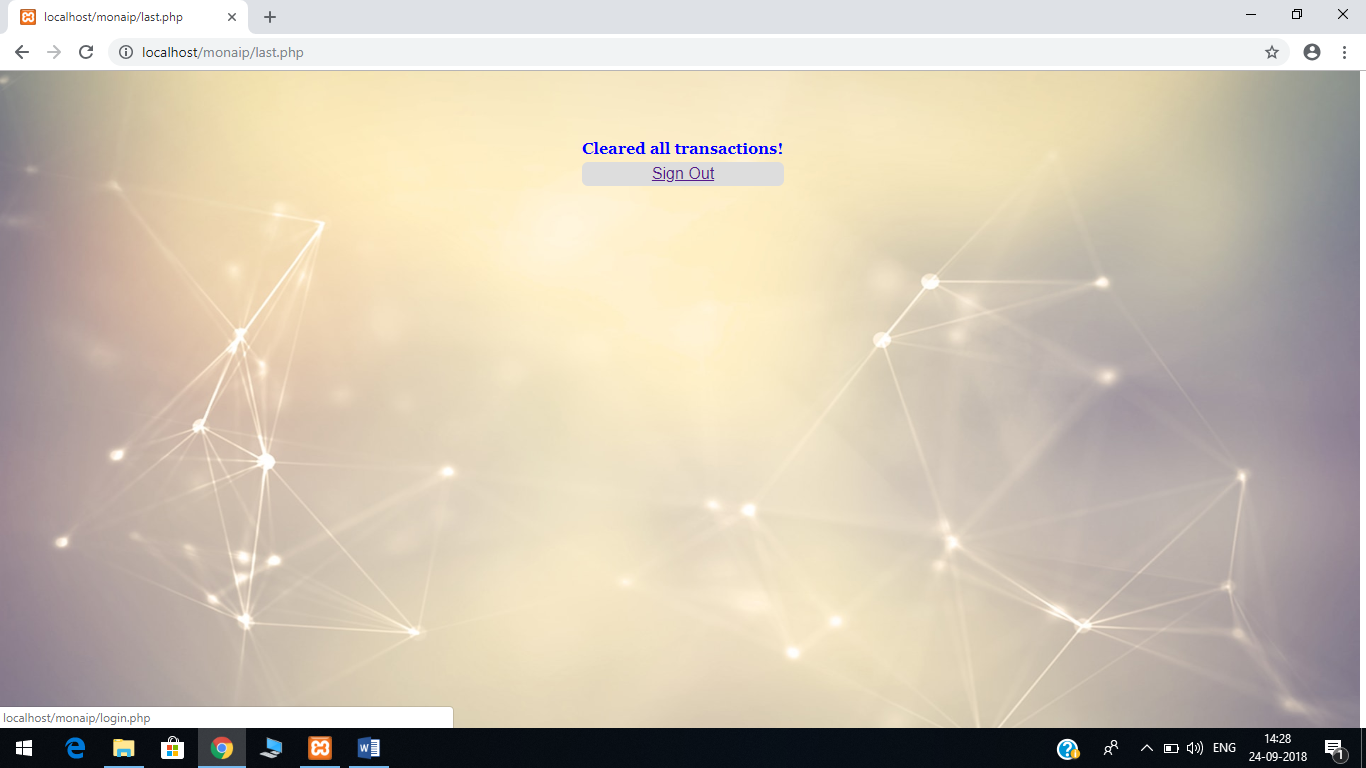 localhost/monaip/last.php
localhost/monaip/last.php
Cleared all transactions!
Sign Out
localhost/monaip/login.php
ENG
14:28
24-09-2018
1